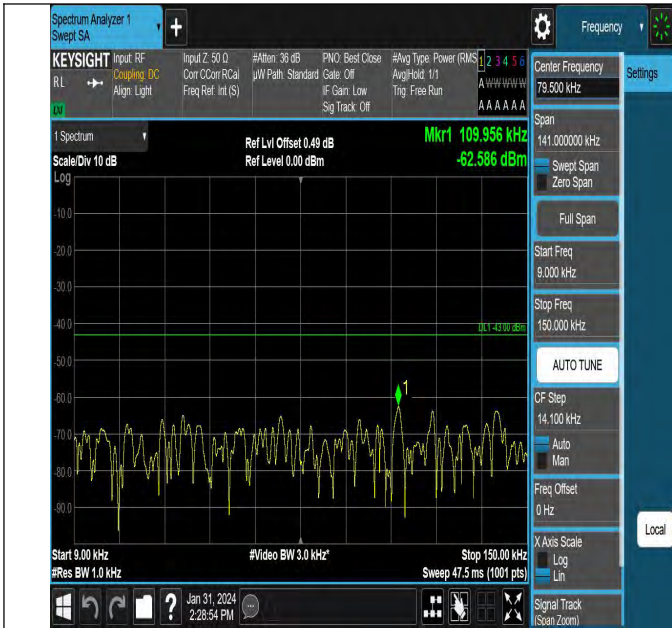 Spectrum Analyzer 1
Swept SA
+
Frequency
KEYSIGHT
RL
Input: RF
Coupling: DC
Align: Light
Input Z: 50 Ω
Corr CCorr RCal
Freq Ref: Int (S)
#Atten: 36 dB
µW Path: Standard
PNO: Best Close
Gate: Off
IF Gain: Low
Sig Track: Off
#Avg Type: Power (RMS
Avg|Hold: 1/1
Trig: Free Run
1 2 3 4 5 6
A W W W W W
A A A A A A
1 Spectrum
Scale/Div 10 dB
Ref Lvl Offset 0.49 dB
Ref Level 0.00 dBm
Mkr1 109.956 kHz
-62.586 dBm
Log
-10.0
-20.0
-30.0
-40.0
-50.0
-60.0
-70.0
-80.0
-90.0
DL1 -43.00 dBm
1
Start 9.00 kHz
#Res BW 1.0 kHz
#Video BW 3.0 kHz*
Stop 150.00 kHz
Sweep 47.5 ms (1001 pts)
Jan 31, 2024
2:28:54 PM
Center Frequency
79.500 kHz
Settings
Span
141.000000 kHz
Swept Span
Zero Span
Full Span
Start Freq
9.000 kHz
Stop Freq
150.000 kHz
AUTO TUNE
CF Step
14.100 kHz
Auto
Man
Freq Offset
0 Hz
Local
X Axis Scale
Log
Lin
Signal Track
(Span Zoom)